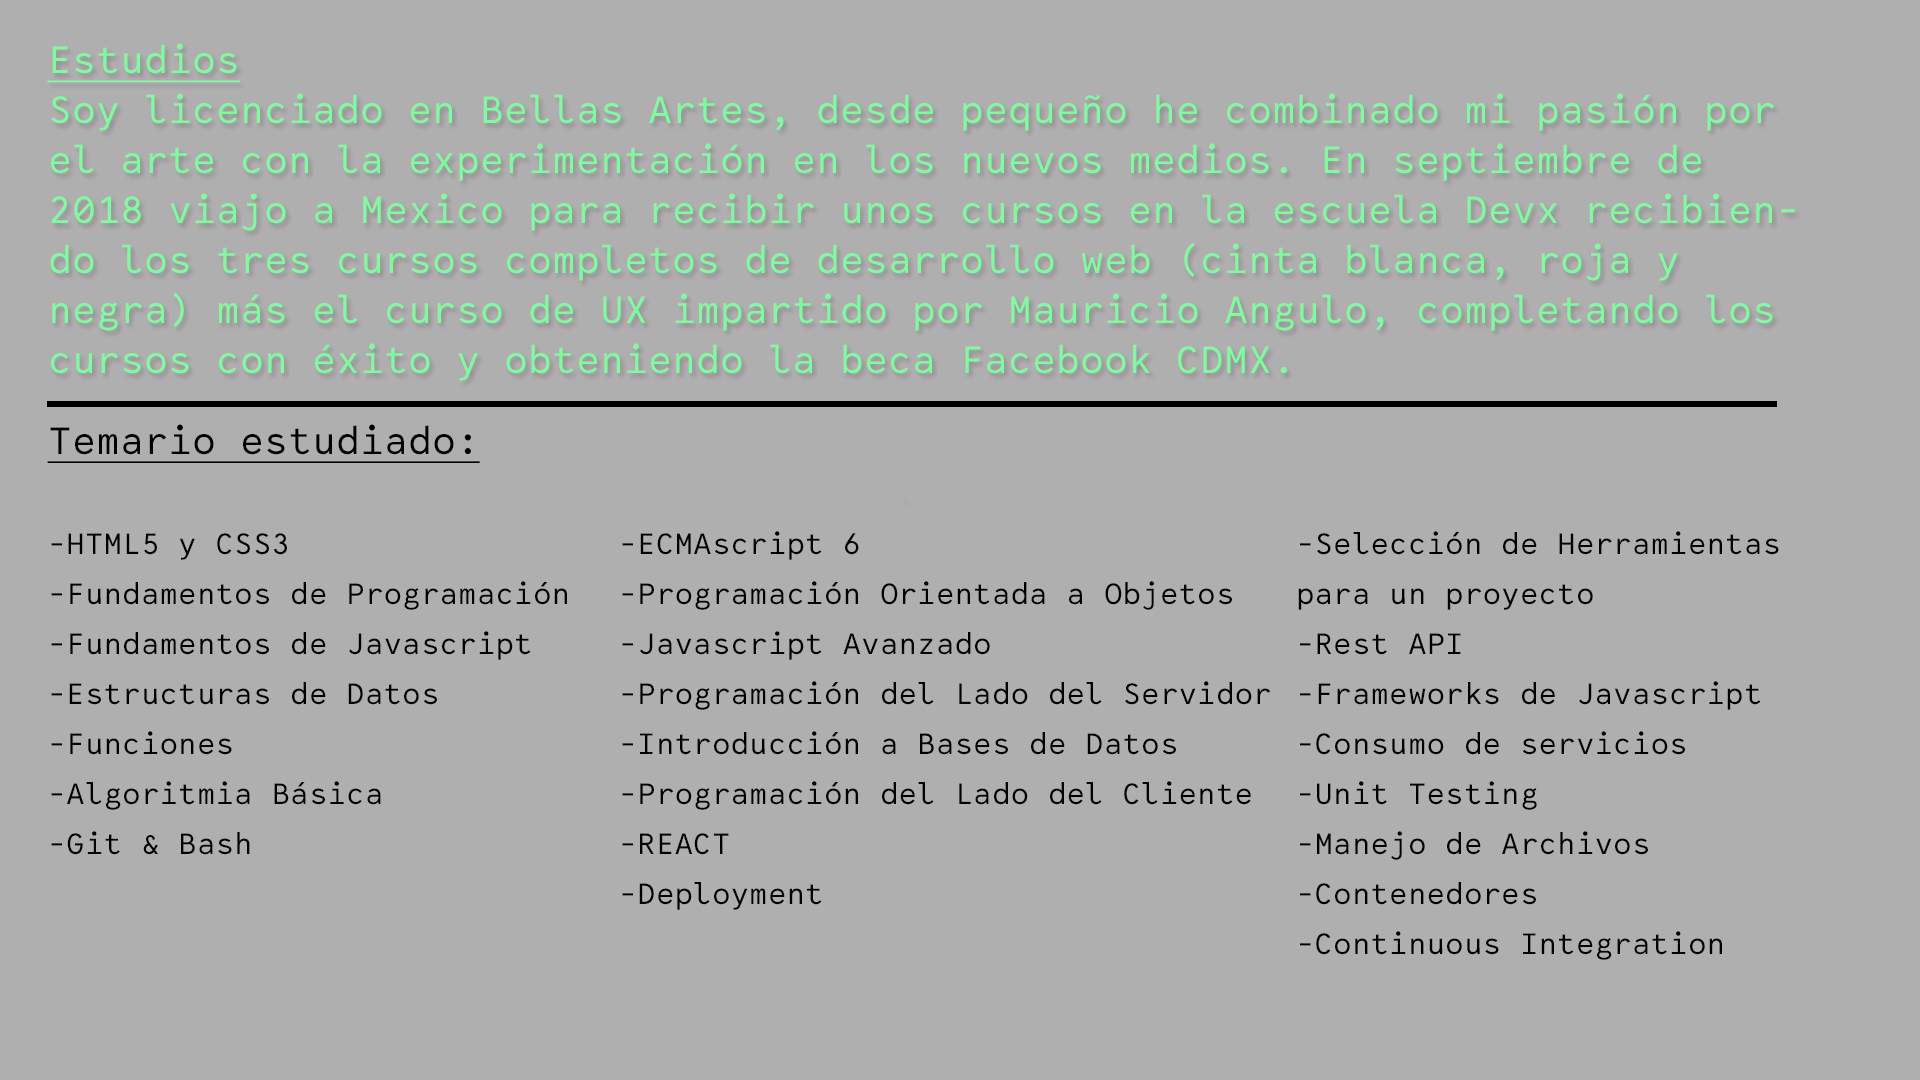 Estudios
Soy licenciado en Bellas Artes, desde pequeño he combinado mi pasión por
el arte con la experimentación en los nuevos medios. En septiembre de
2018 viajo a Mexico para recibir unos cursos en la escuela Devx recibien-
do los tres cursos completos de desarrollo web (cinta blanca, roja y
negra) más el curso de UX impartido por Mauricio Angulo, completando los
cursos con éxito y obteniendo la beca Facebook CDMX.
Temario estudiado:
-HTML5 y CSS3
-Fundamentos de Programación
-Fundamentos de Javascript
-Estructuras de Datos
-Funciones
-Algoritmia Básica
-Git & Bash
-ECMAscript 6
-Programación Orientada a Objetos
-Javascript Avanzado
-Programación del Lado del Servidor
-Introducción a Bases de Datos
-Programación del Lado del Cliente
-REACT
-Deployment
-Selección de Herramientas
para un proyecto
-Rest API
-Frameworks de Javascript
-Consumo de servicios
-Unit Testing
-Manejo de Archivos
-Contenedores
-Continuous Integration